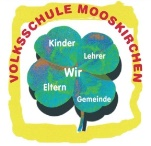 VOLKSSCHULE MOOSKIRCHEN
Kinder
Lehrer
Wir
Eltern
Gemeinde